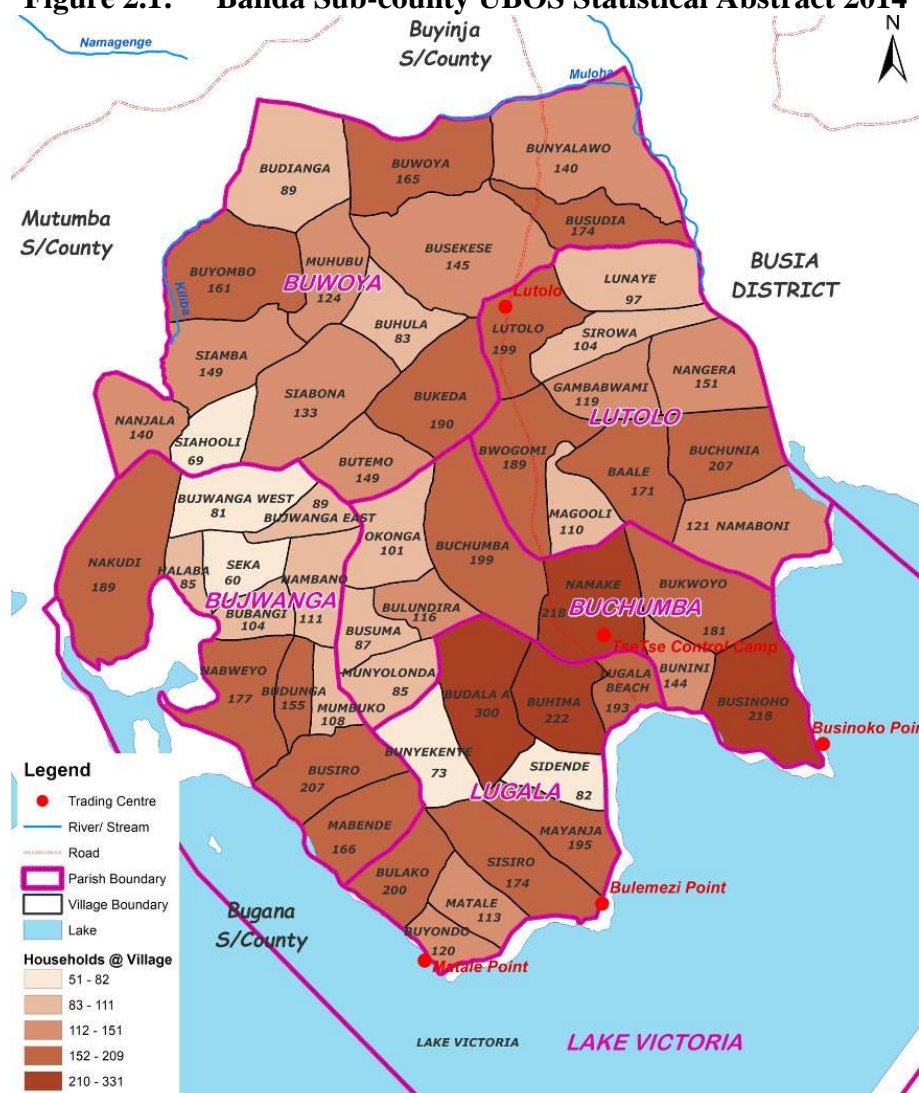 Figure 2.1: Banda Sub-county UBOS Statistical Abstract 2014
Namagenge
Buyinja
S/County
N
Muloha
BUDIANGA
89
BUWOYA
165
BUNYALAWO
140
Mutumba
S/County
BUSUDIA
174
BUYOMBO
161
MUHUBU
124
BUSEKESE
145
BUSIA
DISTRICT
BUWOYA
Kiliba
LUNAYE
97
Lutolo
LUTOLO
199
BUHULA
83
SIROWA
104
SIAMBA
149
SIABONA
133
BUKEDA
190
GAMBABWAMI
119
NANGERA
151
LUTOLO
NANJALA
140
SIAHOOLI
69
BUTEMO
149
BWOGOMI
189
BAALE
171
BUCHUNIA
207
BUJWANGA WEST
81
89
BUJWANGA EAST
MAGOOLI
110
121 NAMABONI
OKONGA
101
BUCHUMBA
199
NAKUDI
189
HALABA
85
SEKA
60
NAMBANO
111
BUJWANGA
BUBANGI
104
NAMAKE
218
BUKWOYO
181
BUCHUMBA
BULUNDIRA
116
BUSUMA
87
TseTse Control Camp
NABWEYO
177
BUDUNGA
155
MUNYOLONDA
85
MUMBUKO
108
BUDALA A
300
BUHIMA
222
LUGALA
BEACH
193
BUNINI
144
BUSINOHO
218
Businoko Point
BUNYEKENYE
73
SIDENDE
82
LUGALA
BUSIRO
207
MABENDE
166
MAYANJA
195
SISIRO
174
BULAKO
200
MATALE
113
Bulemezi Point
BUYONDO
120
Matale Point
Bugana
S/County
LAKE VICTORIA
LAKE VICTORIA
Legend
Trading Centre
River/ Stream
Road
Parish Boundary
Village Boundary
Lake
Households @ Village
51 - 82
83 - 111
112 - 151
152 - 209
210 - 331